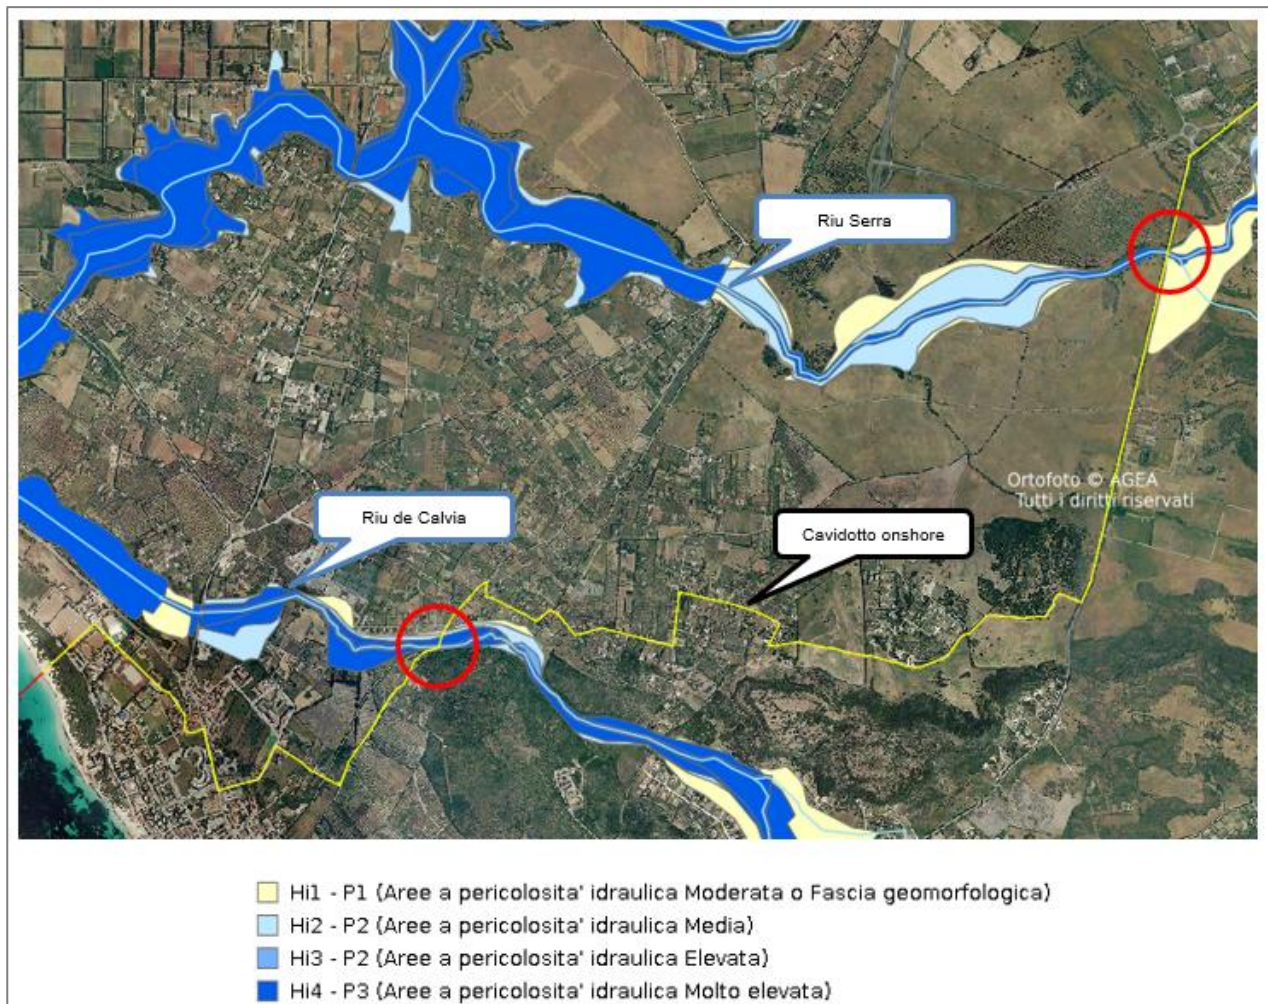 Riu Serra
Ortofoto © AGEA
Tutti i diritti riservati
Riu de Calvia
Cavidotto onshore
Hi1 - P1 (Aree a pericolosita' idraulica Moderata o Fascia geomorfologica)
Hi2 - P2 (Aree a pericolosita' idraulica Media)
Hi3 - P2 (Aree a pericolosita' idraulica Elevata)
Hi4 - P3 (Aree a pericolosita' idraulica Molto elevata)